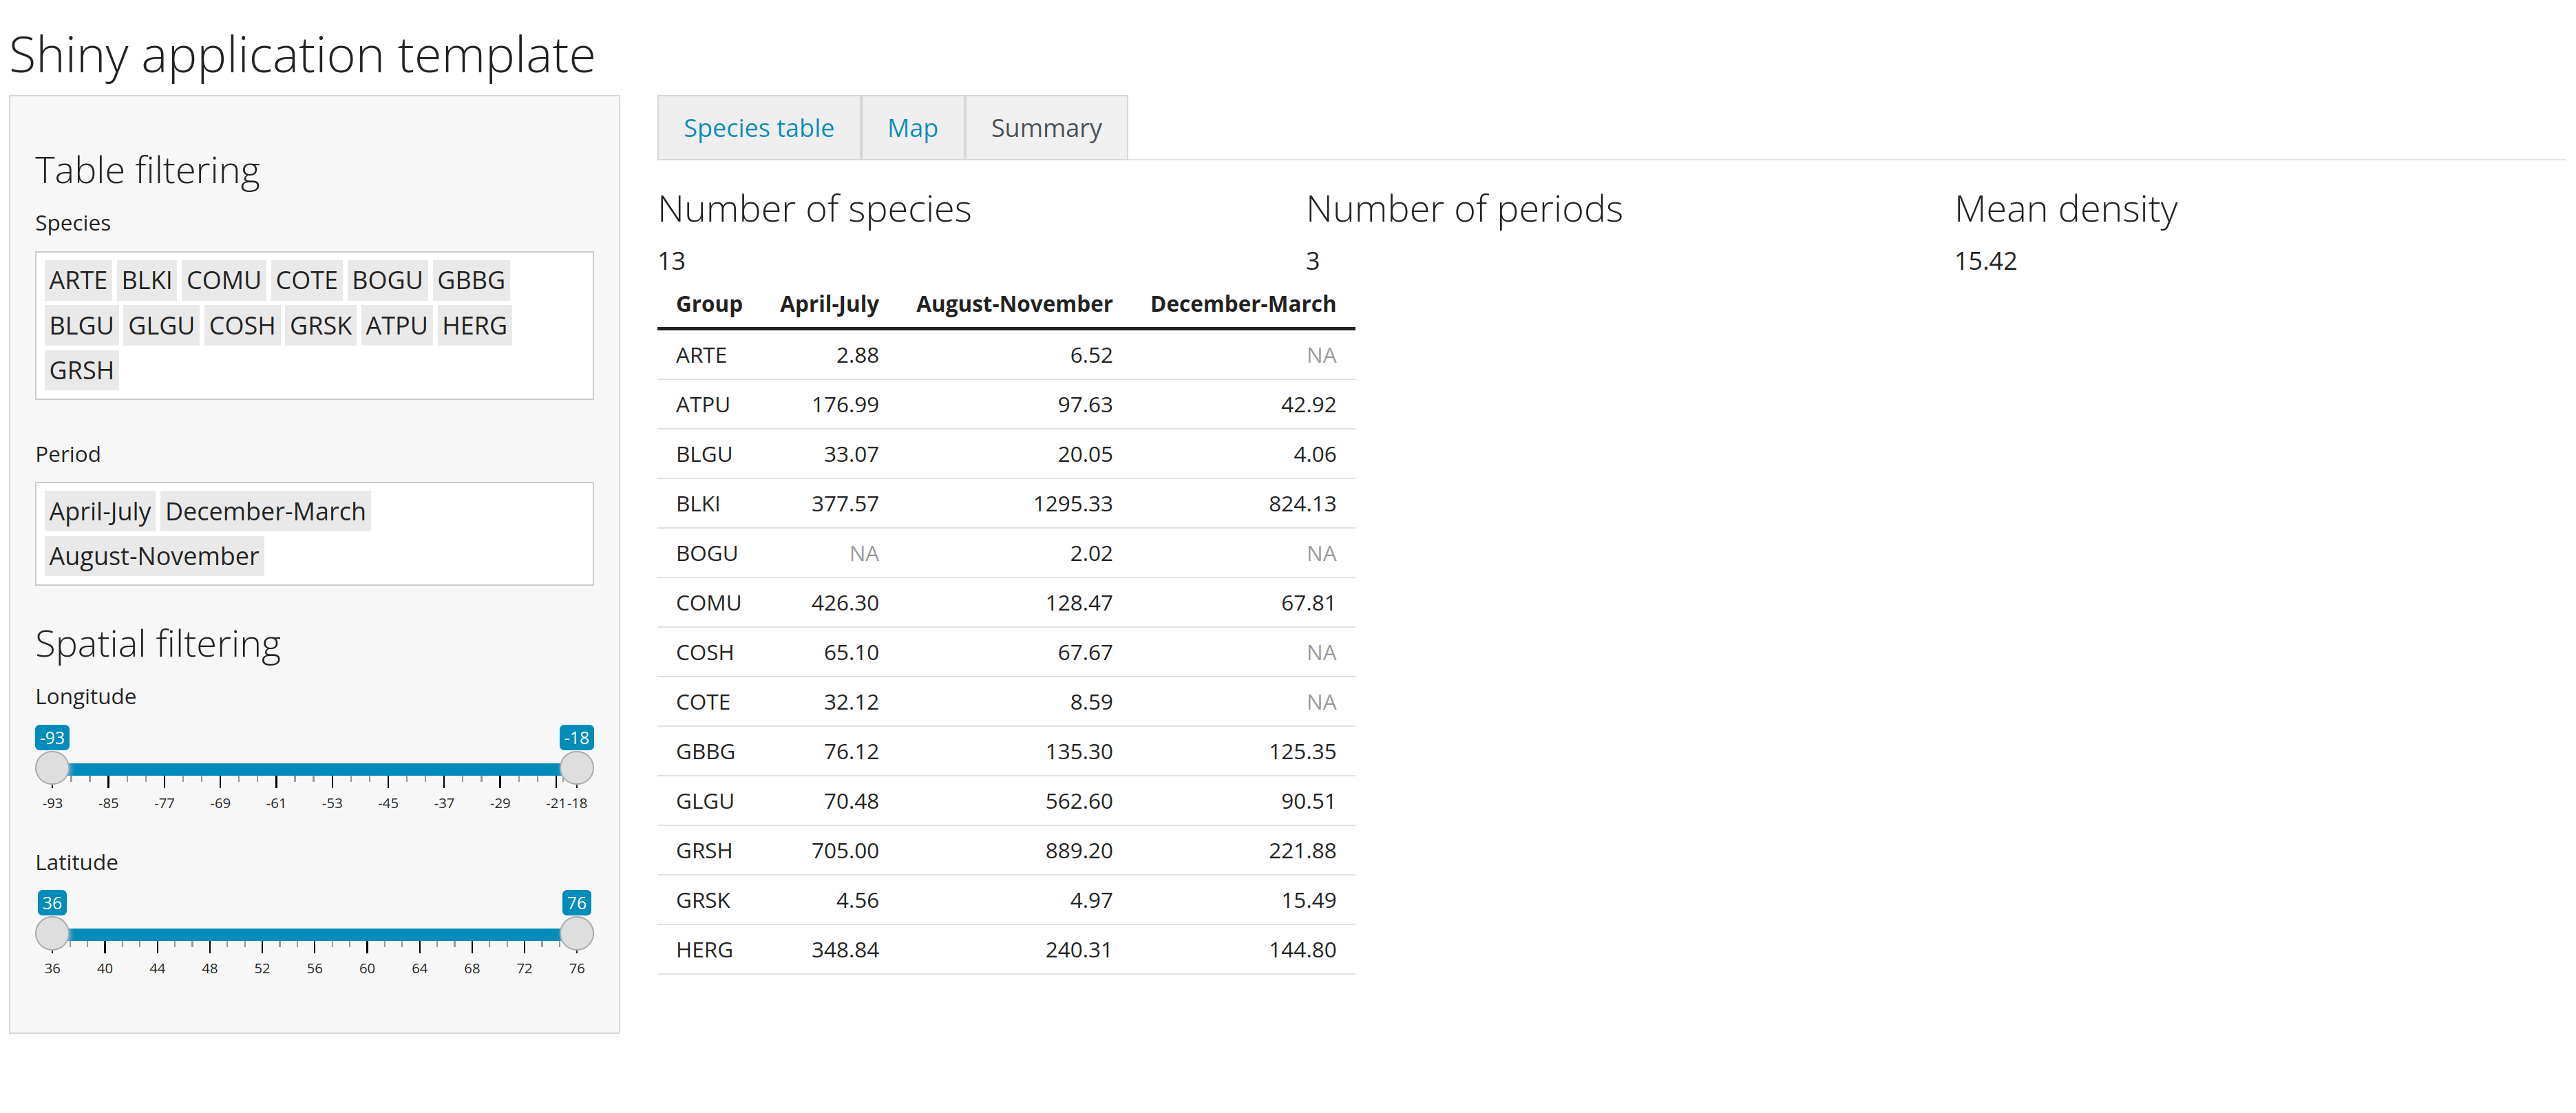 Shiny application template
Table filtering
Species
ARTE BLKI COMU COTE BOGU GBBG
BLGU GLGU COSH GRSK ATPU HERG
GRSH
Period
April-July December-March
August-November
Spatial filtering
Longitude
-93 -18
-93 -85 -77 -69 -61 -53 -45 -37 -29 -21 -18
Latitude
36 76
36 40 44 48 52 56 60 64 68 72 76
Species table Map Summary
Number of species
13
Number of periods
3
Mean density
15.42
Group April-July August-November December-March
ARTE 2.88 6.52 NA
ATPU 176.99 97.63 42.92
BLGU 33.07 20.05 4.06
BLKI 377.57 1295.33 824.13
BOGU NA 2.02 NA
COMU 426.30 128.47 67.81
COSH 65.10 67.67 NA
COTE 32.12 8.59 NA
GBBG 76.12 135.30 125.35
GLGU 70.48 562.60 90.51
GRSH 705.00 889.20 221.88
GRSK 4.56 4.97 15.49
HERG 348.84 240.31 144.80